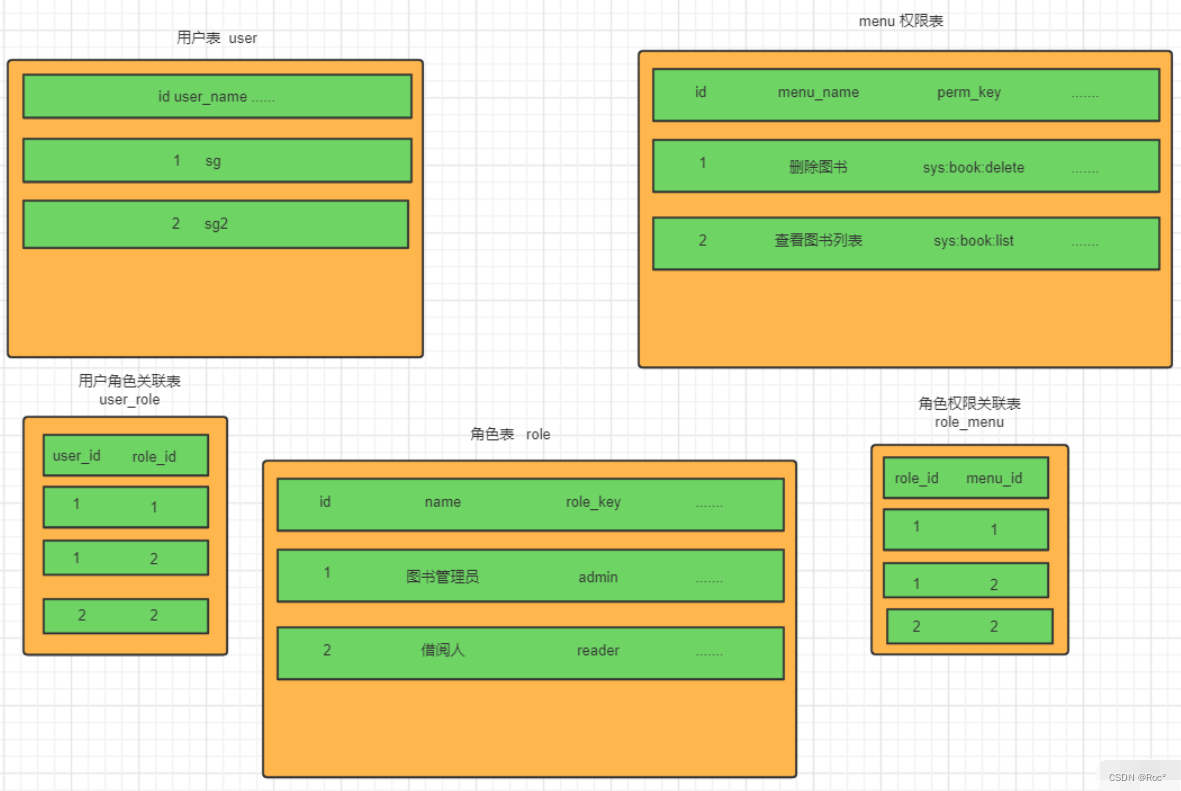 用户表 user
id user_name ......
1 sg
2 sg2
menu 权限表
id menu_name perm_key .......
1 删除图书 sys:book:delete .......
2 查看图书列表 sys:book:list .......
用户角色关联表
user_role
user_id role_id
1 1
1 2
2 2
角色表 role
id name role_key .......
1 图书管理员 admin .......
2 借阅人 reader .......
角色权限关联表
role_menu
role_id menu_id
1 1
1 2
2 2
CSDN @Roc°